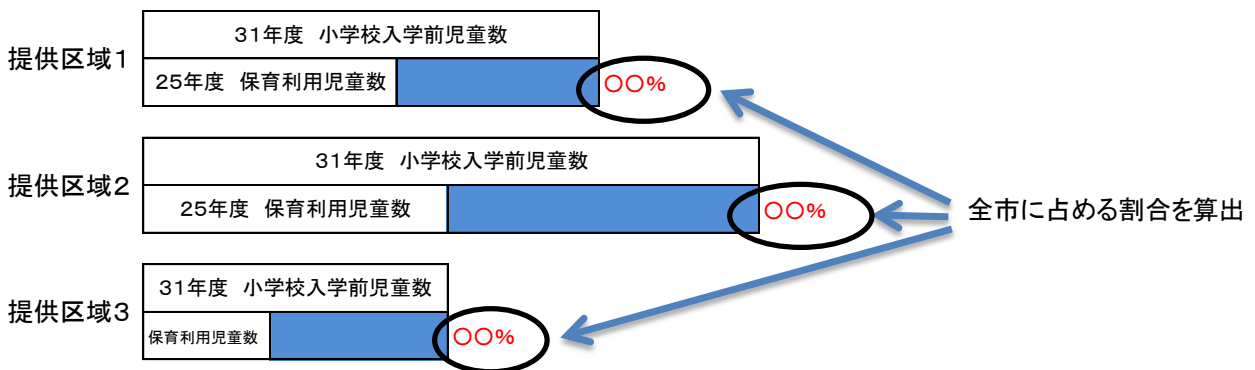 31年度 小学校入学前児童数
提供区域1
25年度 保育利用児童数
○○%
31年度 小学校入学前児童数
提供区域2
25年度 保育利用児童数
○○%
全市に占める割合を算出
31年度 小学校入学前児童数
提供区域3
保育利用児童数
○○%